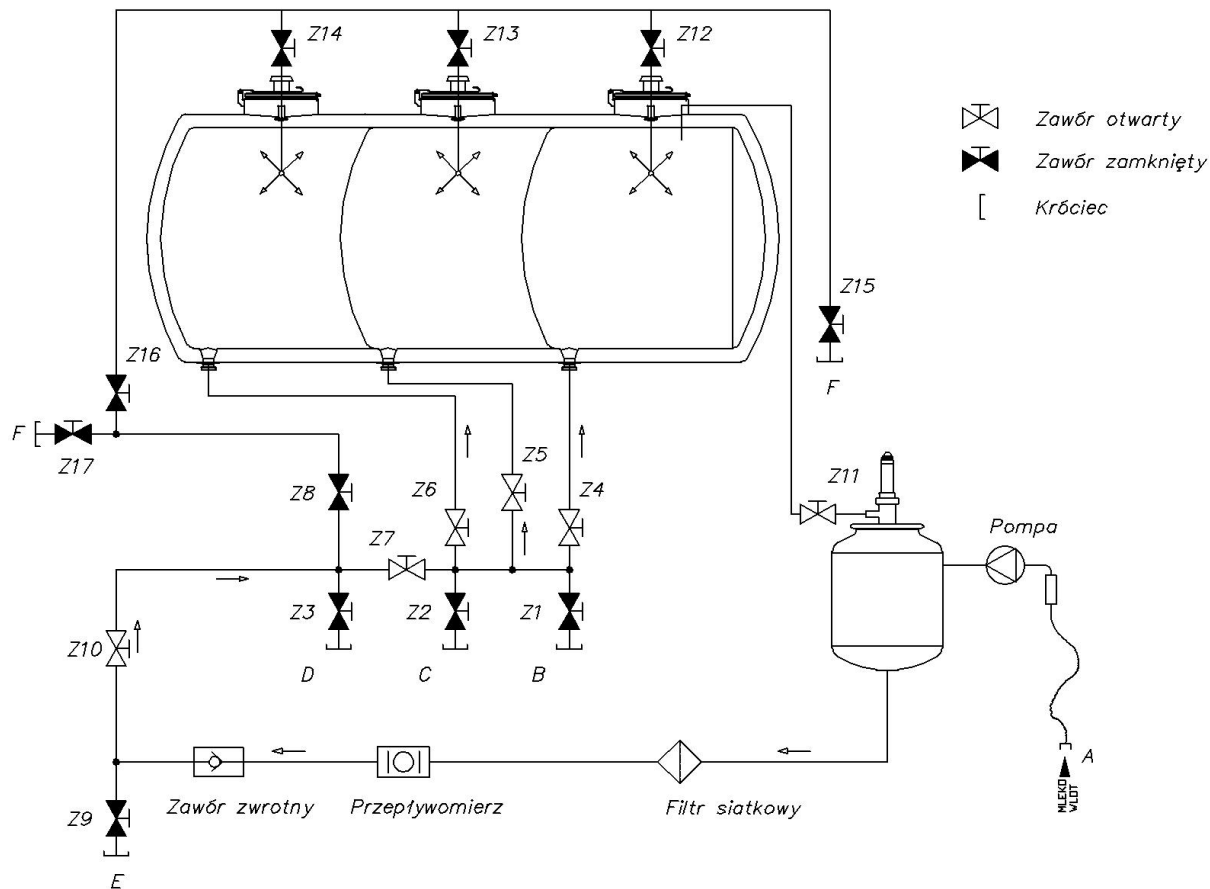 Z14
Z13
Z12
Zawór otwarty
Zawór zamknięty
Króciec
Z15
F
Z16
F
Z17
Z8
Z6
Z5
Z4
Z11
Pompa
Z7
Z3
Z2
Z1
Z10
D
C
B
A
MLEKO
WLOT
Zawór zwrotny
Przepływomierz
Filtr siatkowy
Z9
E